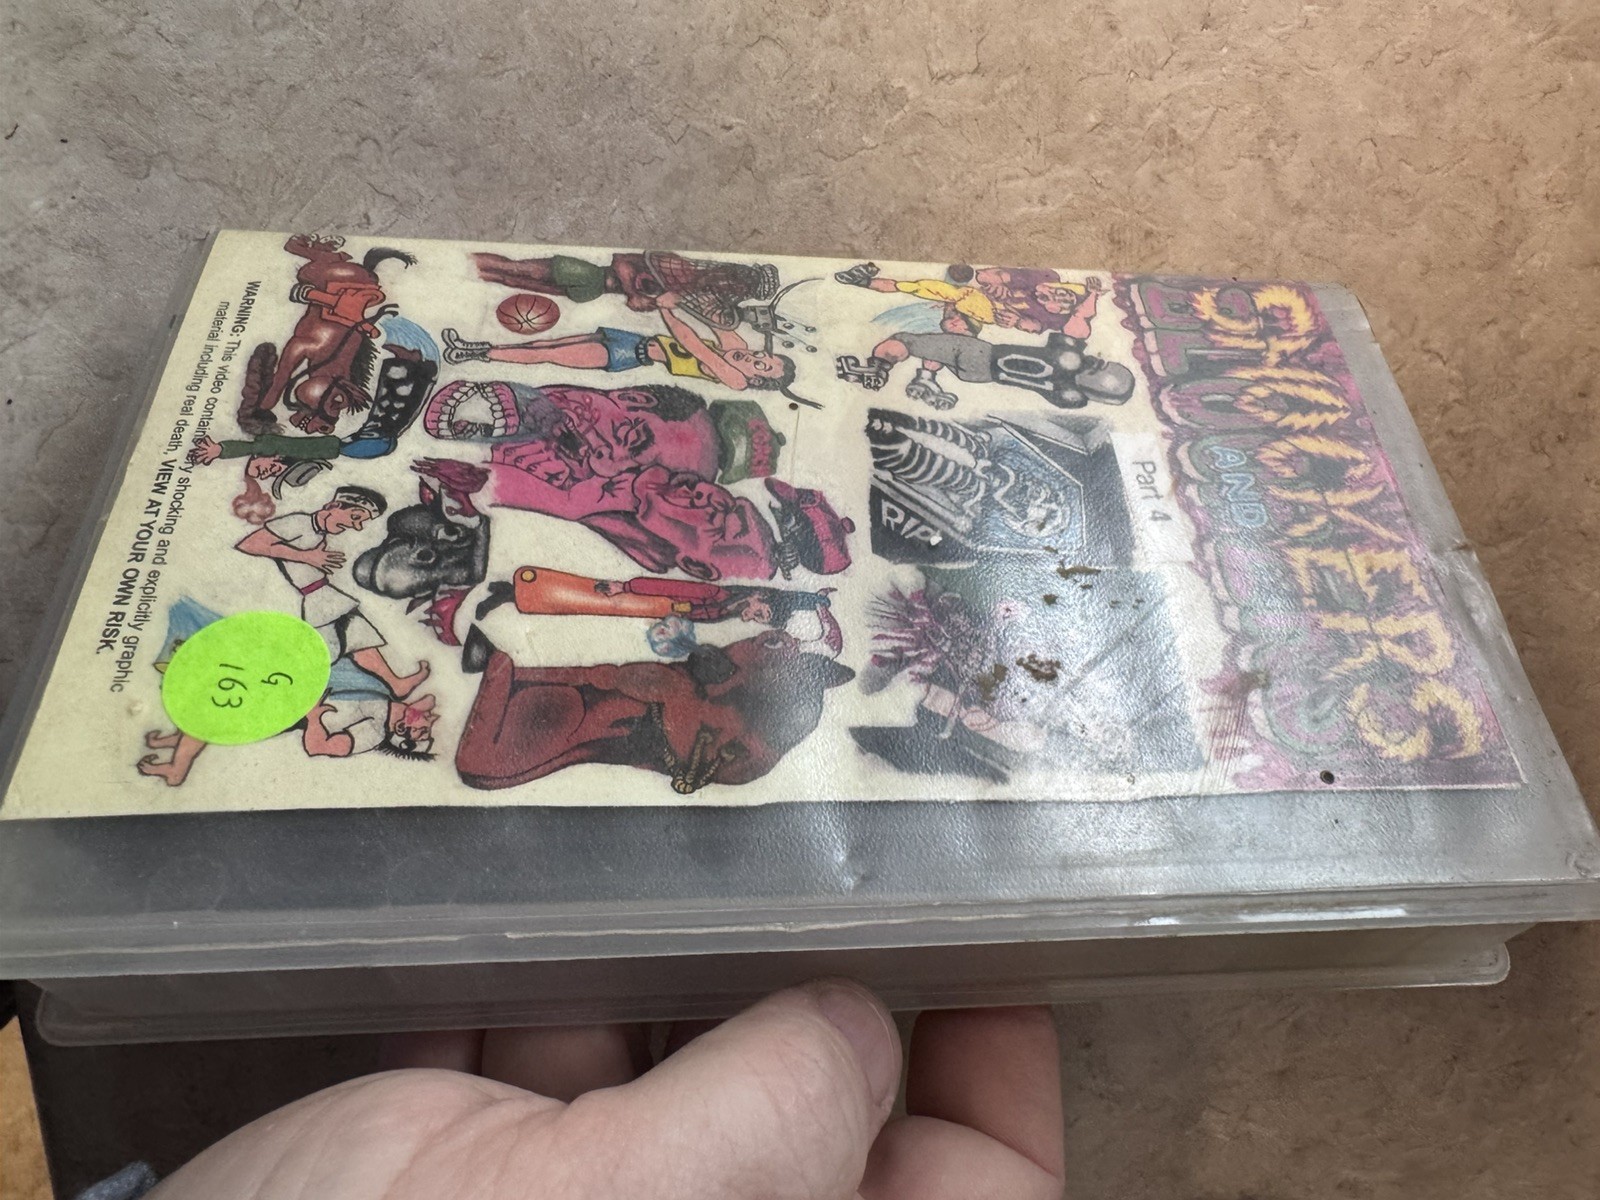 SHOCKERS
AND
Part 4
RIP
WARNING: This video contains very shocking and explicitly graphic
material including real death. VIEW AT YOUR OWN RISK.
G
163